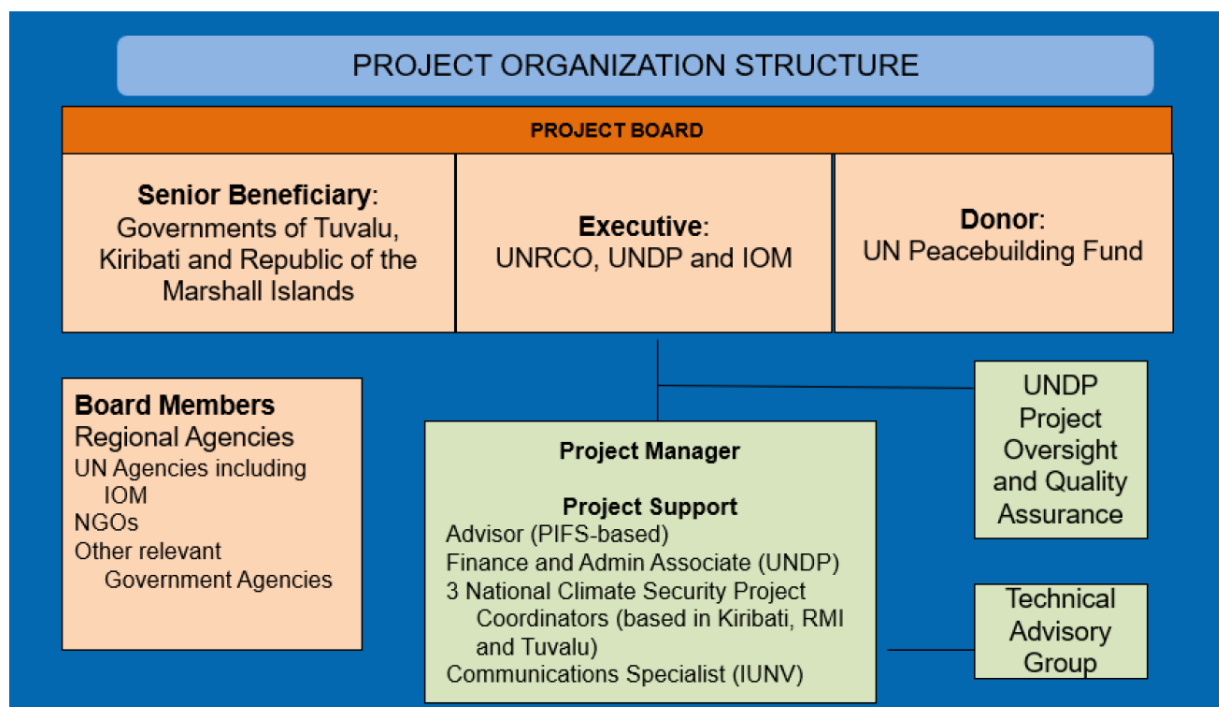 PROJECT ORGANIZATION STRUCTURE
PROJECT BOARD
Senior Beneficiary:
Governments of Tuvalu,
Kiribati and Republic of the
Marshall Islands
Executive:
UNRCO, UNDP and IOM
Donor:
UN Peacebuilding Fund
Board Members
Regional Agencies
UN Agencies including
IOM
NGOs
Other relevant
Government Agencies
Project Manager
Project Support
Advisor (PIFS-based)
Finance and Admin Associate (UNDP)
3 National Climate Security Project
Coordinators (based in Kiribati, RMI
and Tuvalu)
Communications Specialist (IUNV)
UNDP
Project
Oversight
and Quality
Assurance
Technical
Advisory
Group